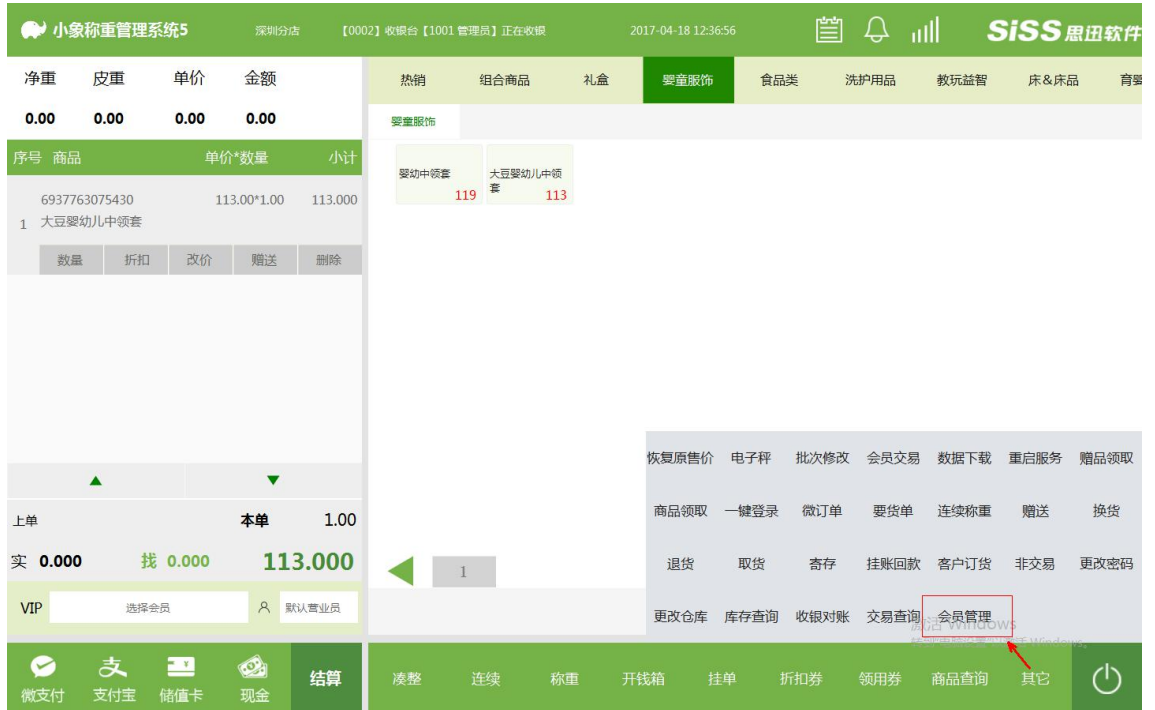 小象称重管理系统5 深圳分店 【0002】收银台【1001 管理员】正在收银 2017-04-18 12:36:56 SiSS 思迅软件
净重 皮重 单价 金额
0.00 0.00 0.00 0.00
热销 组合商品 礼盒 婴童服饰 食品类 洗护用品 教玩益智 床&床品 育婴
婴童服饰
序号 商品 单价*数量 小计
婴幼中领套 119
大豆婴幼儿中领
套 113
6937763075430 113.00*1.00 113.000
1 大豆婴幼儿中领套
数量 折扣 改价 赠送 删除
恢复原售价 电子秤 批次修改 会员交易 数据下载 重启服务 赠品领取
商品领取 一键登录 微订单 要货单 连续称重 赠送 换货
退货 取货 寄存 挂账回款 客户订货 非交易 更改密码
更改仓库 库存查询 收银对账 交易查询 会员管理
上单 本单 1.00
实 0.000 找 0.000 113.000
1
VIP 选择会员 默认营业员
激活 Windows
微支付 支付宝 储值卡 现金 结算
凑整 连续 称重 开钱箱 挂单 折扣券 领用券 商品查询 其它